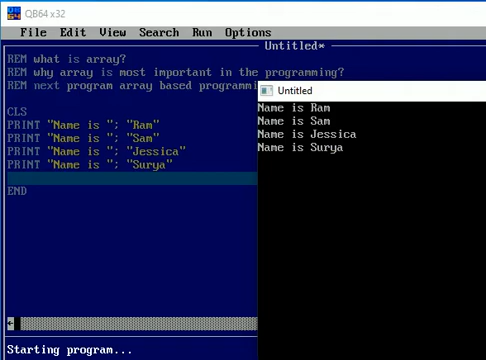 QB64 x32
File Edit View Search Run Options
Untitled*
REM what is array?
REM why array is most important in the programming?
REM next program array based programmi
CLS
PRINT "Name is "; "Ram"
PRINT "Name is "; "Sam"
PRINT "Name is "; "Jessica"
PRINT "Name is "; "Surya"
END
Starting program...
Untitled
Name is Ram
Name is Sam
Name is Jessica
Name is Surya